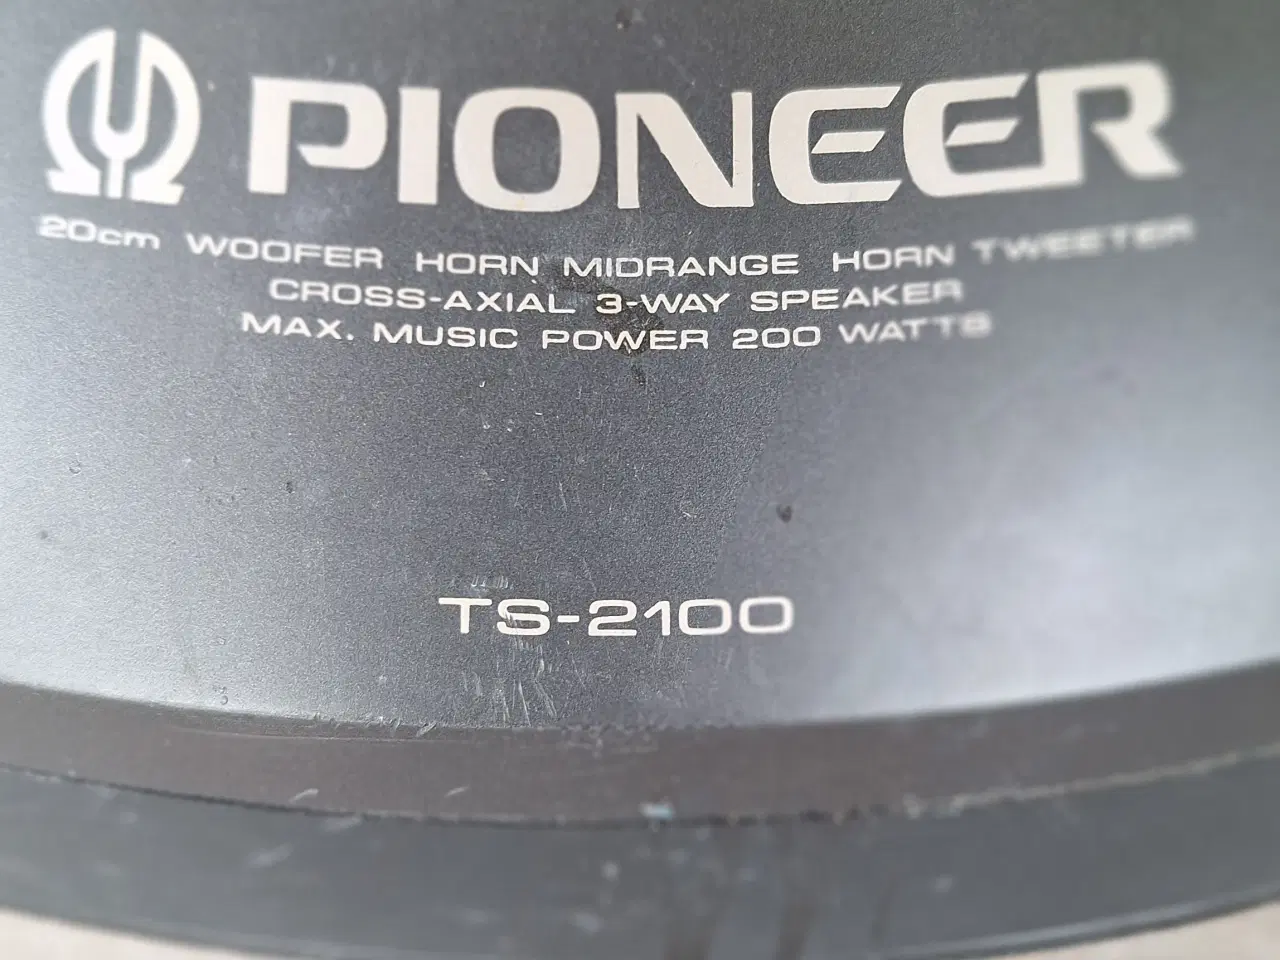 PIONEER
20cm WOOFER HORN MIDRANGE HORN TWEETER
CROSS-AXIAL 3-WAY SPEAKER
MAX. MUSIC POWER 200 WATTS
TS-2100